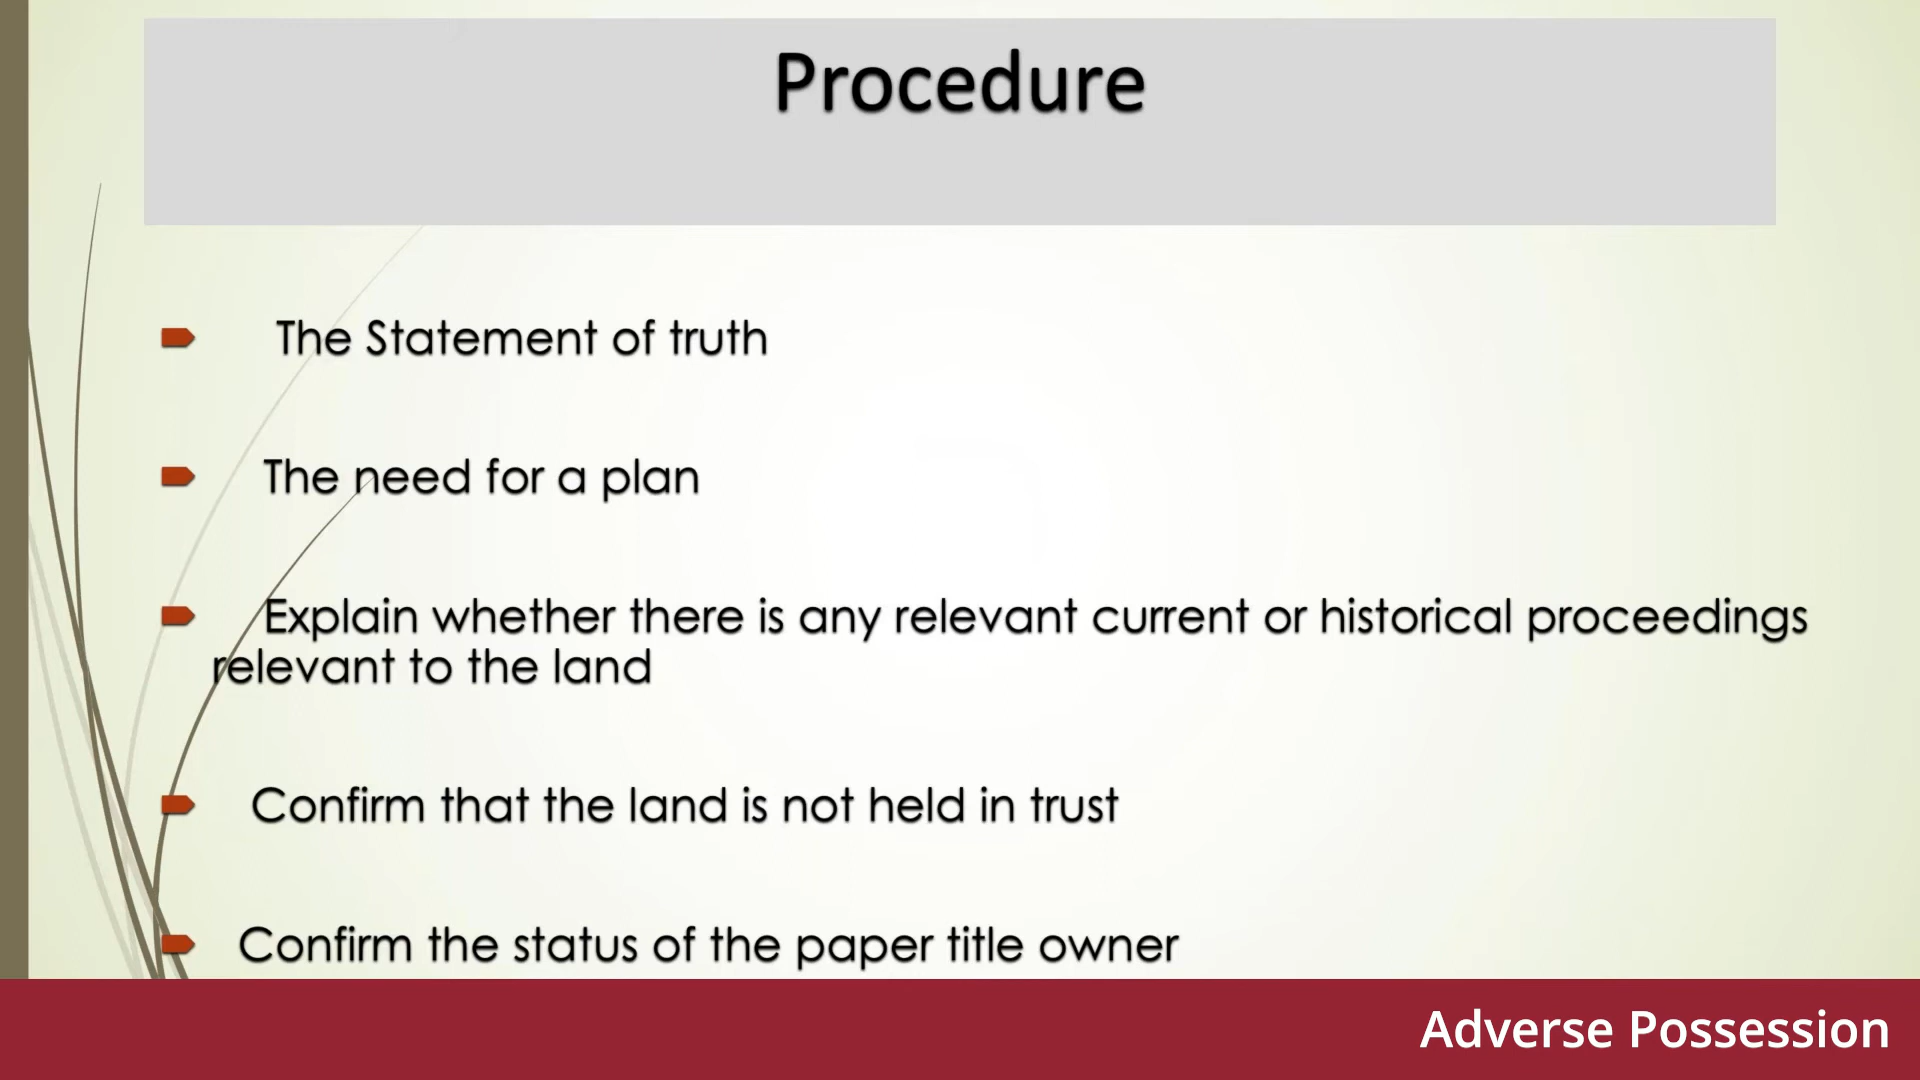 Procedure
The Statement of truth
The need for a plan
Explain whether there is any relevant current or historical proceedings
relevant to the land
Confirm that the land is not held in trust
Confirm the status of the paper title owner
Adverse Possession